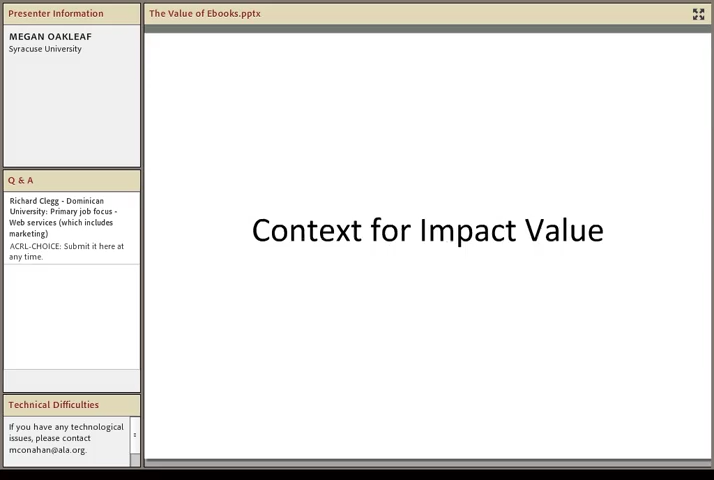 Presenter Information
MEGAN OAKLEAF
Syracuse University
Q & A
Richard Clegg - Dominican
University: Primary job focus -
Web services (which includes
marketing)
ACRL-CHOICE: Submit it here at
any time.
Technical Difficulties
If you have any technological
issues, please contact
mconahan@ala.org.
The Value of Ebooks.pptx
Context for Impact Value